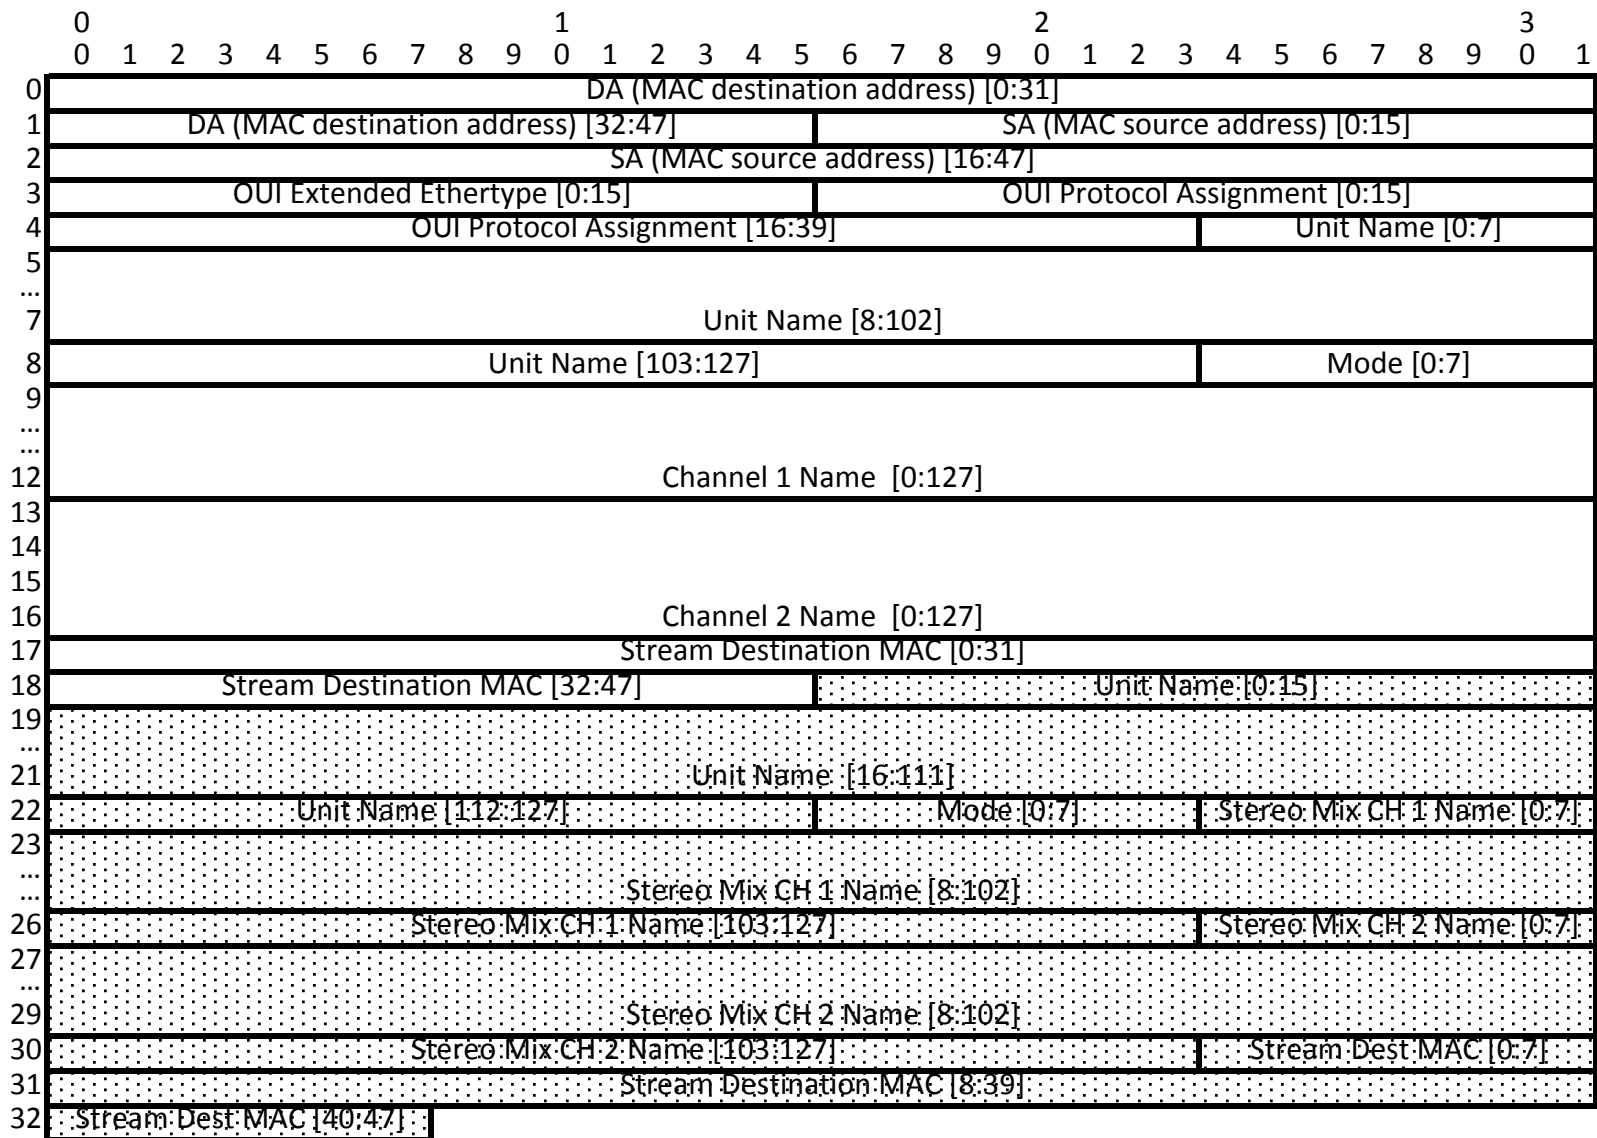 0 1 2 3
0 1 2 3 4 5 6 7 8 9 0 1 2 3 4 5 6 7 8 9 0 1 2 3 4 5 6 7 8 9 0 1
0 DA (MAC destination address) [0:31]
1 DA (MAC destination address) [32:47] SA (MAC source address) [0:15]
2 SA (MAC source address) [16:47]
3 OUI Extended Ethertype [0:15] OUI Protocol Assignment [0:15]
4 OUI Protocol Assignment [16:39] Unit Name [0:7]
5
...
7 Unit Name [8:102]
8 Unit Name [103:127] Mode [0:7]
9
...
...
12 Channel 1 Name [0:127]
13
14
15
16 Channel 2 Name [0:127]
17 Stream Destination MAC [0:31]
18 Stream Destination MAC [32:47] Unit Name [0:15]
19
...
21 Unit Name [16:111]
22 Unit Name [112:127] Mode [0:7] Stereo Mix CH 1 Name [0:7]
23
...
... Stereo Mix CH 1 Name [8:102]
26 Stereo Mix CH 1 Name [103:127] Stereo Mix CH 2 Name [0:7]
27
...
29 Stereo Mix CH 2 Name [8:102]
30 Stereo Mix CH 2 Name [103:127] Stream Dest MAC [0:7]
31 Stream Destination MAC [8:39]
32 Stream Dest MAC [40:47]